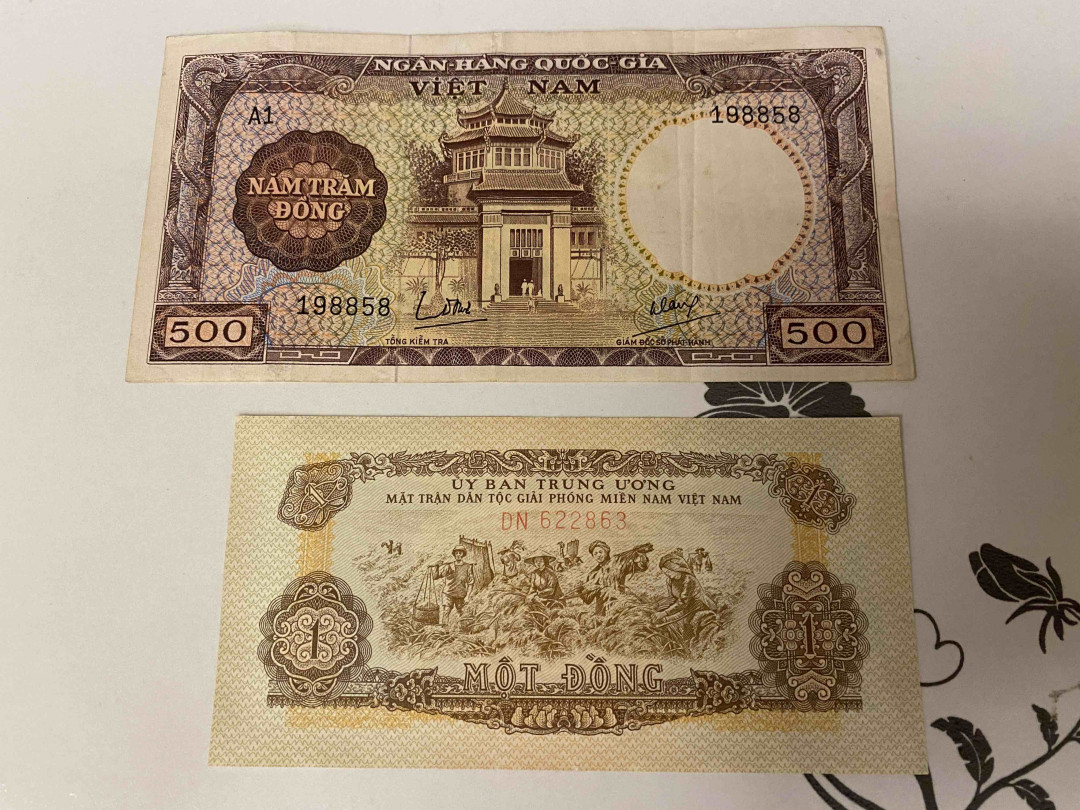 NGÂN-HÀNG QUỐC-GIA
VIỆT NAM
A1 198858
NĂM TRĂM
ĐỒNG
198858
TỔNG KIỂM TRA GIÁM ĐỐC SỞ PHÁT-HÀNH
500 500
ỦY BAN TRUNG ƯƠNG
MẶT TRẬN DÂN TỘC GIẢI PHÓNG MIỀN NAM VIỆT NAM
DN 622863
1 1
1 1
MỘT ĐỒNG